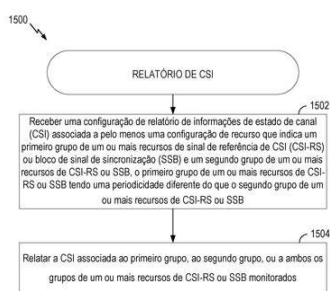 1500
RELATÓRIO DE CSI
1502
Receber uma configuração de relatório de informações de estado de canal
(CSI) associada a pelo menos uma configuração de recurso que indica um
primeiro grupo de um ou mais recursos de sinal de referência de CSI (CSI-RS)
ou bloco de sinal de sincronização (SSB) e um segundo grupo de um ou mais
recursos de CSI-RS ou SSB, o primeiro grupo de um ou mais recursos de CSI-
RS ou SSB tendo uma periodicidade diferente do que o segundo grupo de um
ou mais recursos de CSI-RS ou SSB
1504
Relatar a CSI associada ao primeiro grupo, ao segundo grupo, ou a ambos os
grupos de um ou mais recursos de CSI-RS ou SSB monitorados